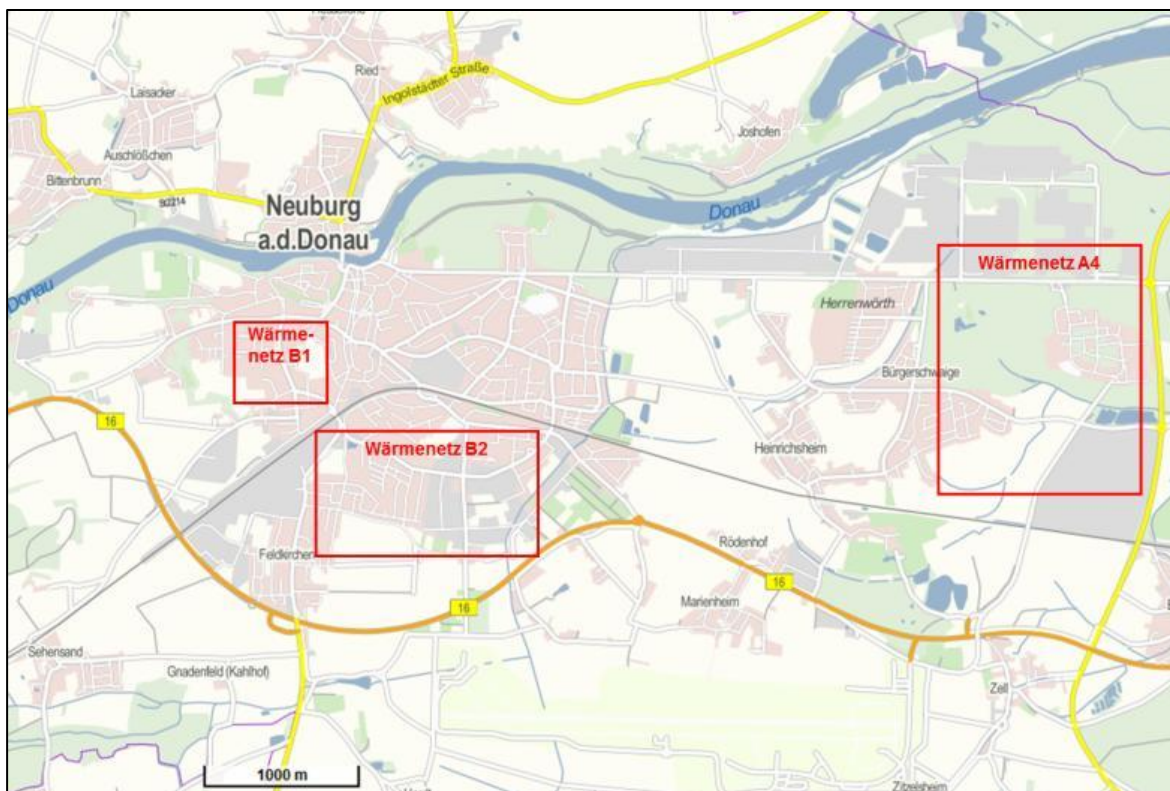 Ried
Laisacker
Ingolstädter Straße
Auschlößchen
Joshofen
Bittenbrunn
St2214
Neuburg
a.d.Donau
Donau
Donau
Wärmenetz A4
Herrenwörth
Wärme-
netz B1
Bürgerschwaige
16
Wärmenetz B2
Heinrichsheim
Feldkirchen
Rödenhof
16
16
Marienheim
Sehensand
Gnadenfeld (Kahlhof)
Zell
1000 m
Zitzelsheim